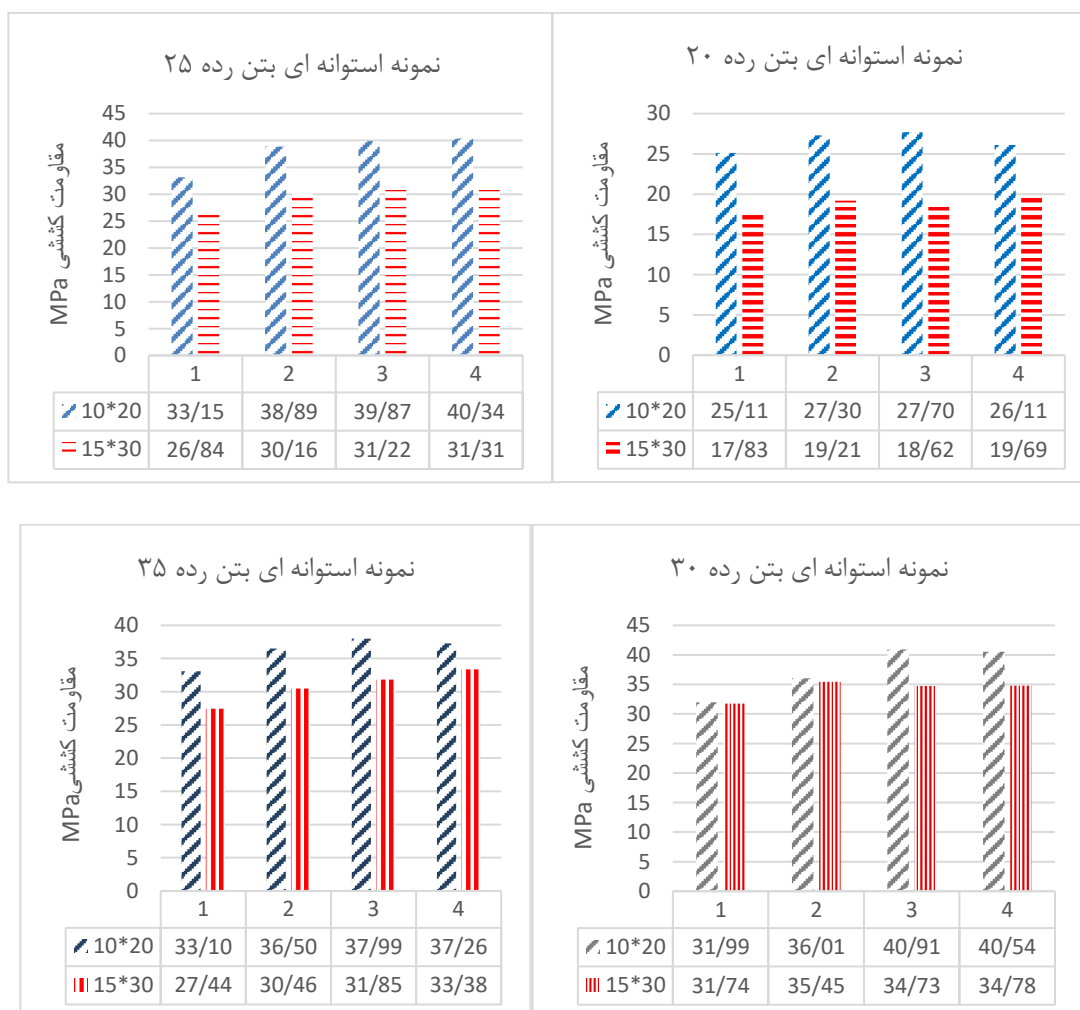 نمونه استوانه ای بتن رده ۲۰
مقاومت کششی MPa
30
25
20
15
10
5
0
1 2 3 4
10*20 25/11 27/30 27/70 26/11
15*30 17/83 19/21 18/62 19/69
نمونه استوانه ای بتن رده ۲۵
مقاومت کششی MPa
45
40
35
30
25
20
15
10
5
0
1 2 3 4
10*20 33/15 38/89 39/87 40/34
15*30 26/84 30/16 31/22 31/31
نمونه استوانه ای بتن رده ۳۰
مقاومت کششی MPa
45
40
35
30
25
20
15
10
5
0
1 2 3 4
10*20 31/99 36/01 40/91 40/54
15*30 31/74 35/45 34/73 34/78
نمونه استوانه ای بتن رده ۳۵
مقاومت کششیMPa
40
35
30
25
20
15
10
5
0
1 2 3 4
10*20 33/10 36/50 37/99 37/26
15*30 27/44 30/46 31/85 33/38